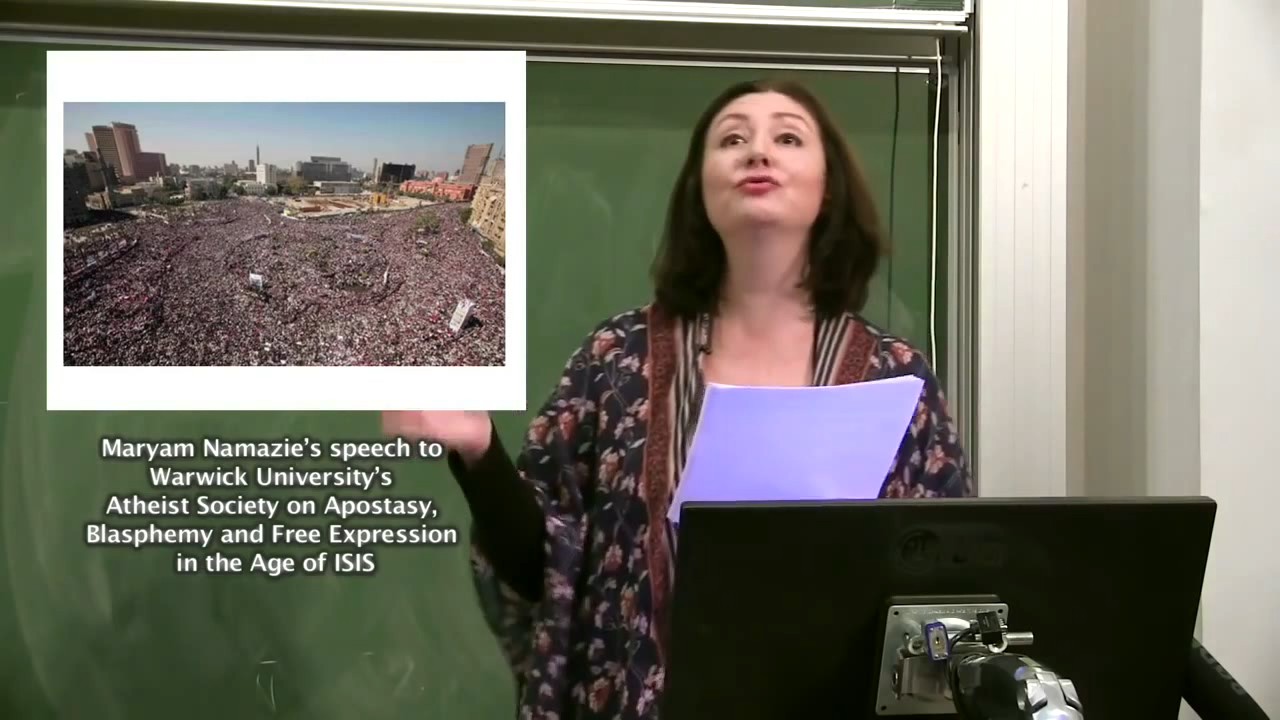 Maryam Namazie’s speech to
Warwick University’s
Atheist Society on Apostasy,
Blasphemy and Free Expression
in the Age of ISIS